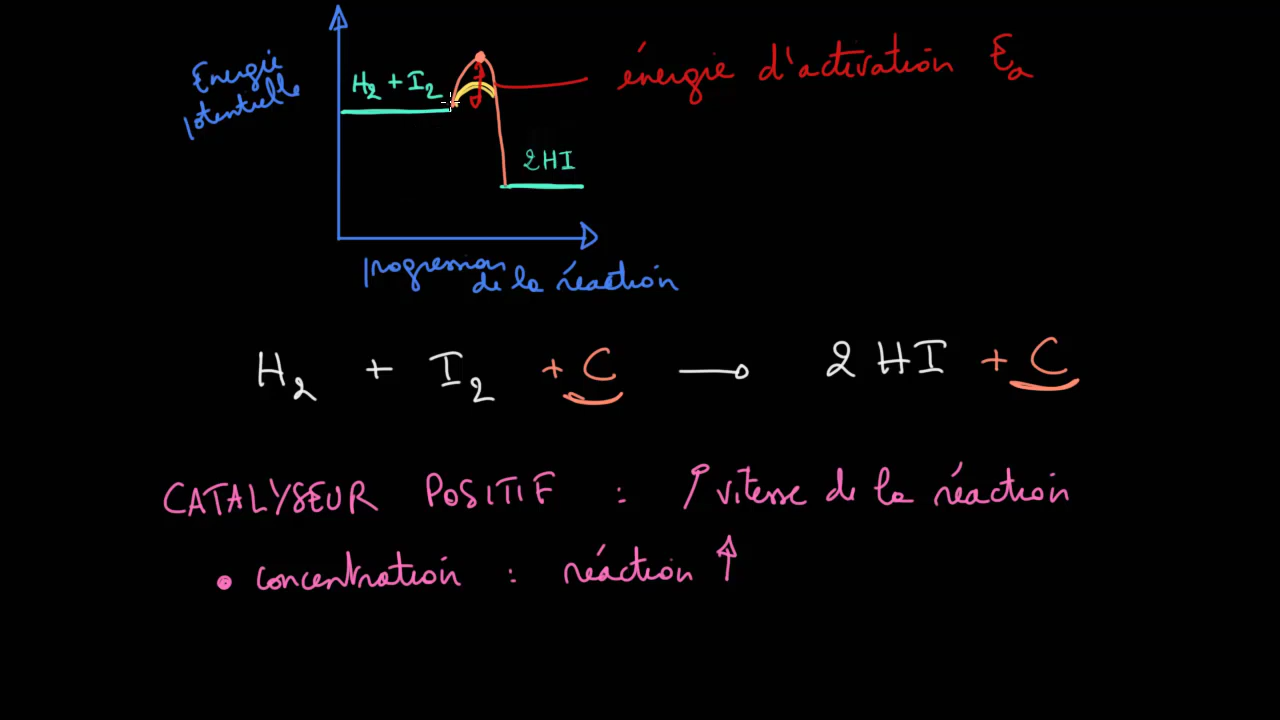 Energie
potentielle
H₂ + I₂
énergie d'activation Ea
2HI
progression
de la réaction
H₂ + I₂ + C → 2 HI + C
CATALYSEUR POSITIF : ↑ vitesse de la réaction
• concentration : réaction ↑